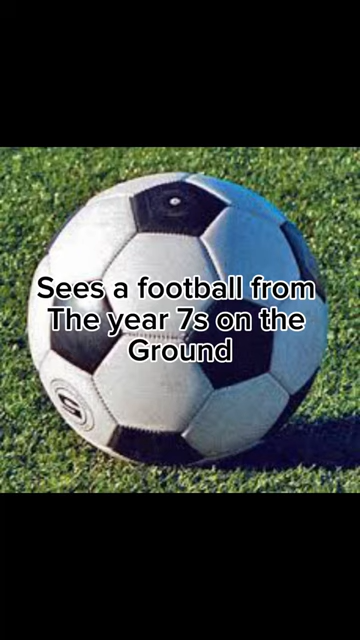 Sees a football from
The year 7s on the
Ground